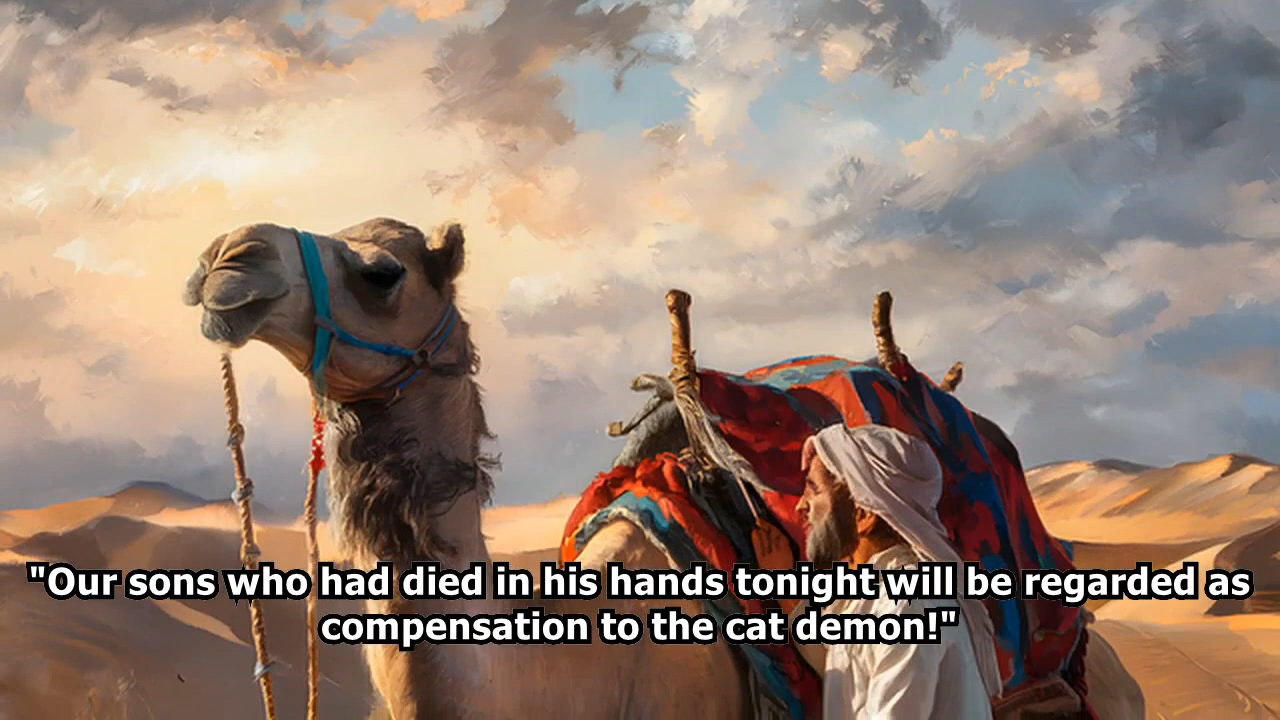 "Our sons who had died in his hands tonight will be regarded as
compensation to the cat demon!"